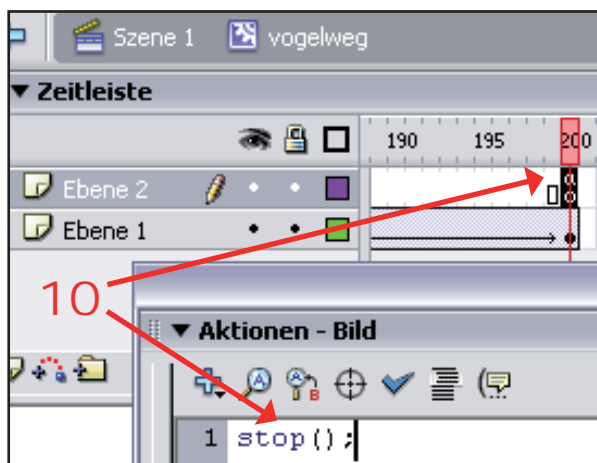 Szene 1 vogelweg
Zeitleiste
190 195 200
Ebene 2
Ebene 1
10
Aktionen - Bild
1 stop();